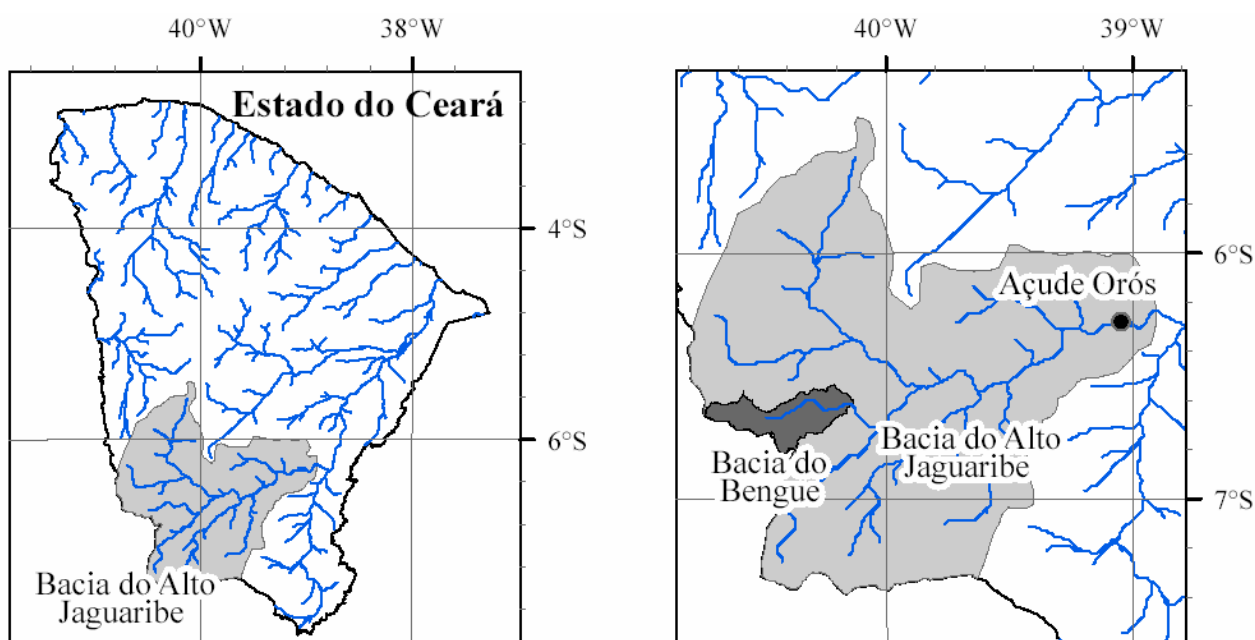 40°W
38°W
Estado do Ceará
4°S
6°S
Bacia do Alto
Jaguaribe
40°W
39°W
6°S
Açude Orós
Bacia do Alto
Jaguaribe
Bacia do
Bengue
7°S